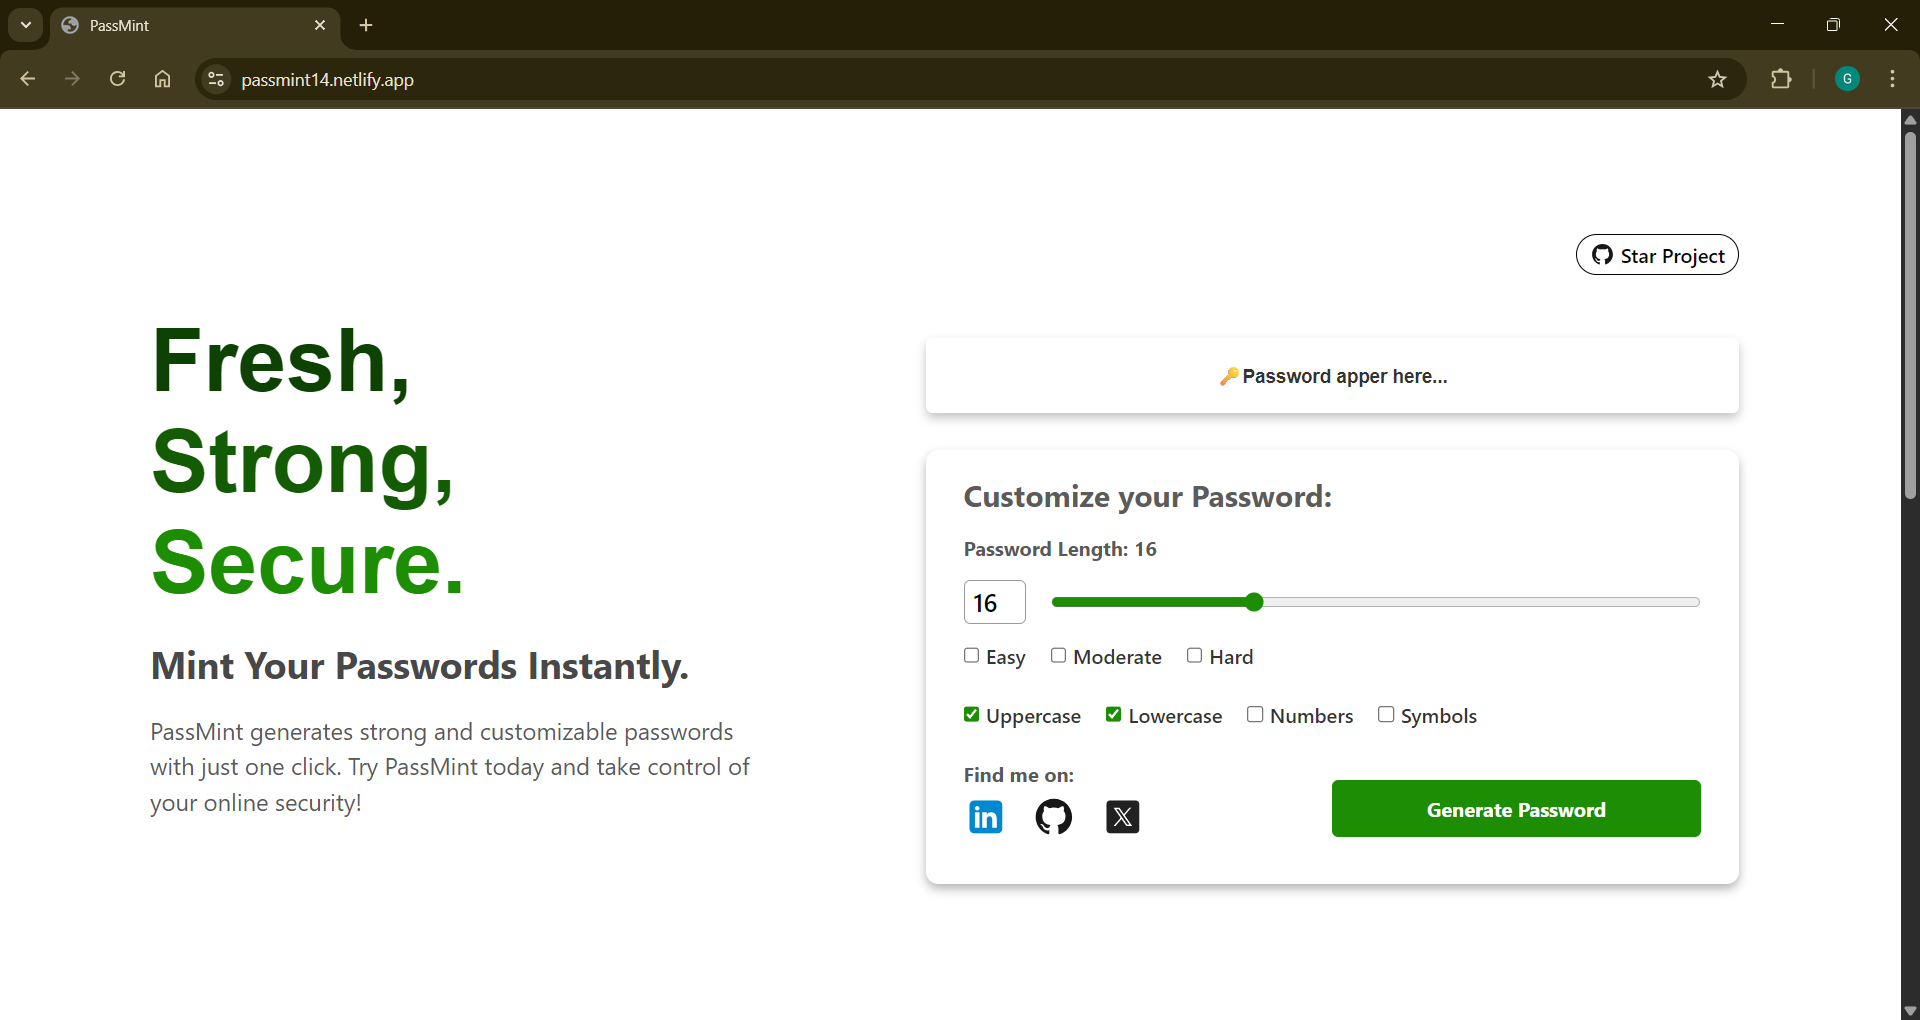 PassMint
passmint14.netlify.app
G
Star Project
Fresh,
Strong,
Secure.
Mint Your Passwords Instantly.
PassMint generates strong and customizable passwords
with just one click. Try PassMint today and take control of
your online security!
🔑Password apper here...
Customize your Password:
Password Length: 16
16
Easy Moderate Hard
Uppercase Lowercase Numbers Symbols
Find me on:
in X
Generate Password